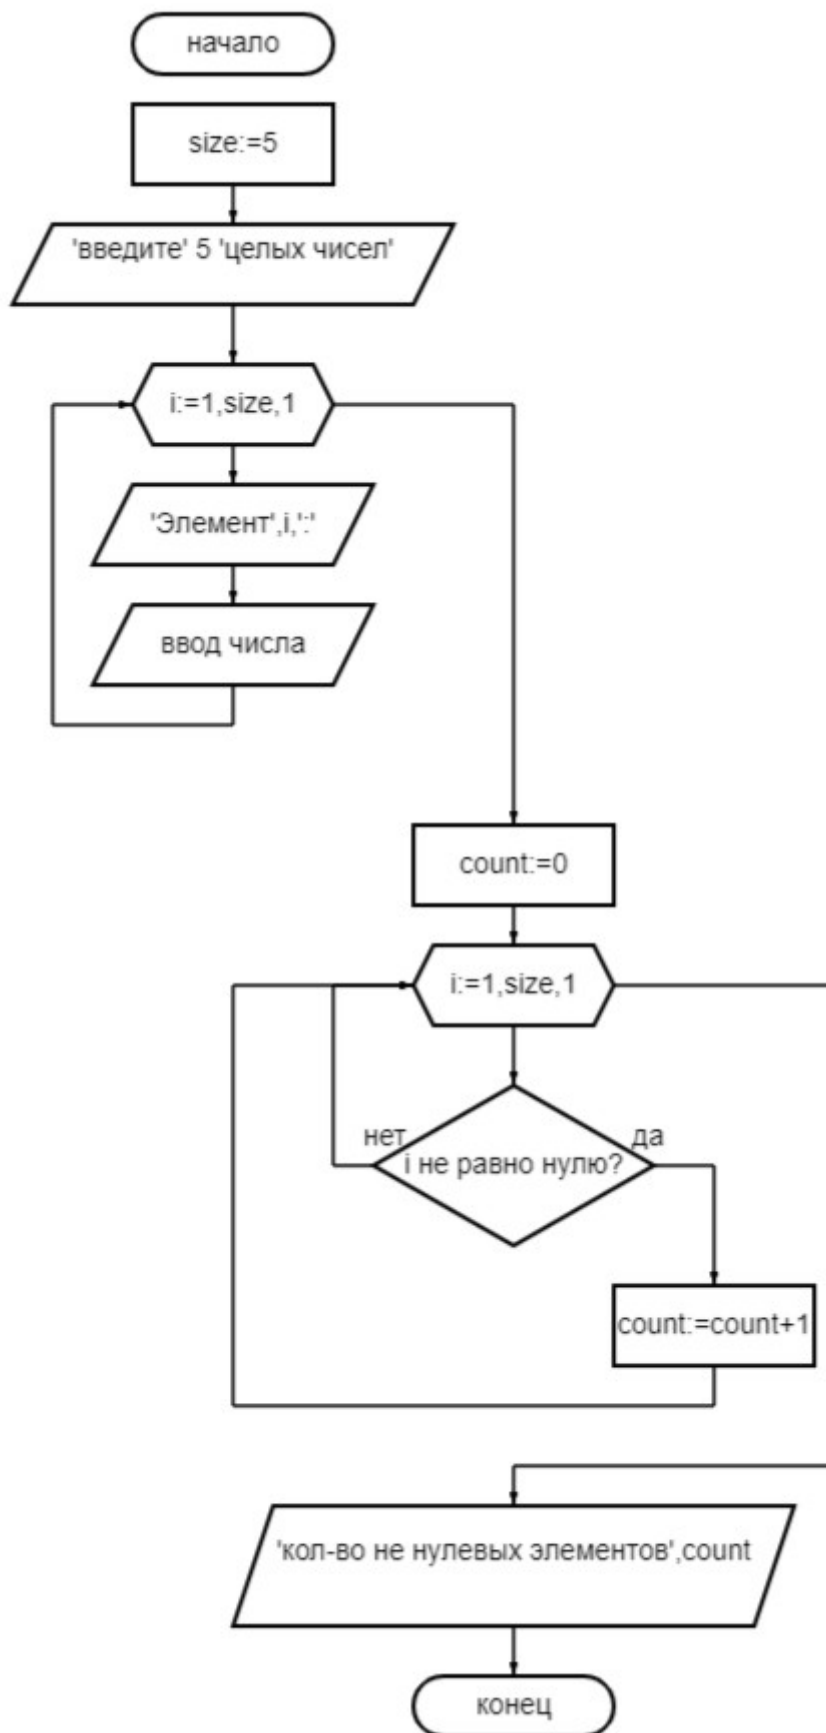 начало
size:=5
'введите' 5 'целых чисел'
i:=1,size,1
'Элемент',i,':'
ввод числа
count:=0
i:=1,size,1
нет
да
i не равно нулю?
count:=count+1
'кол-во не нулевых элементов',count
конец